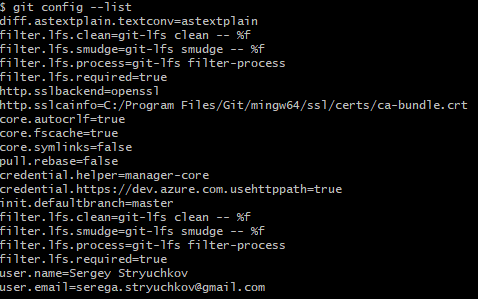 $ git config --list
diff.astextplain.textconv=astextplain
filter.lfs.clean=git-lfs clean -- %f
filter.lfs.smudge=git-lfs smudge -- %f
filter.lfs.process=git-lfs filter-process
filter.lfs.required=true
http.sslbackend=openssl
http.sslcainfo=C:/Program Files/Git/mingw64/ssl/certs/ca-bundle.crt
core.autocrlf=true
core.fscache=true
core.symlinks=false
pull.rebase=false
credential.helper=manager-core
credential.https://dev.azure.com.usehttppath=true
init.defaultbranch=master
filter.lfs.clean=git-lfs clean -- %f
filter.lfs.smudge=git-lfs smudge -- %f
filter.lfs.process=git-lfs filter-process
filter.lfs.required=true
user.name=Sergey Stryuchkov
user.email=serega.stryuchkov@gmail.com